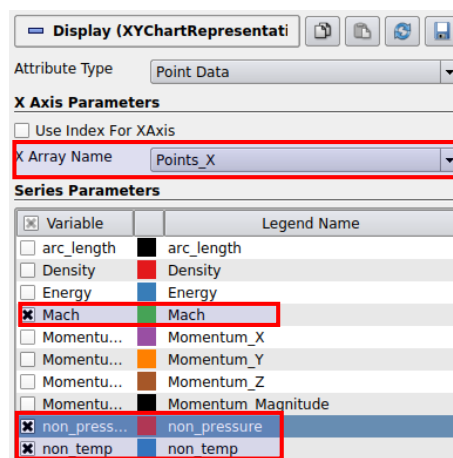 Display (XYChartRepresentati
Attribute Type Point Data
X Axis Parameters
Use Index For XAxis
X Array Name Points_X
Series Parameters
Variable Legend Name
arc_length arc_length
Density Density
Energy Energy
Mach Mach
Momentu... Momentum_X
Momentu... Momentum_Y
Momentu... Momentum_Z
Momentu... Momentum_Magnitude
non_press... non_pressure
non_temp non_temp